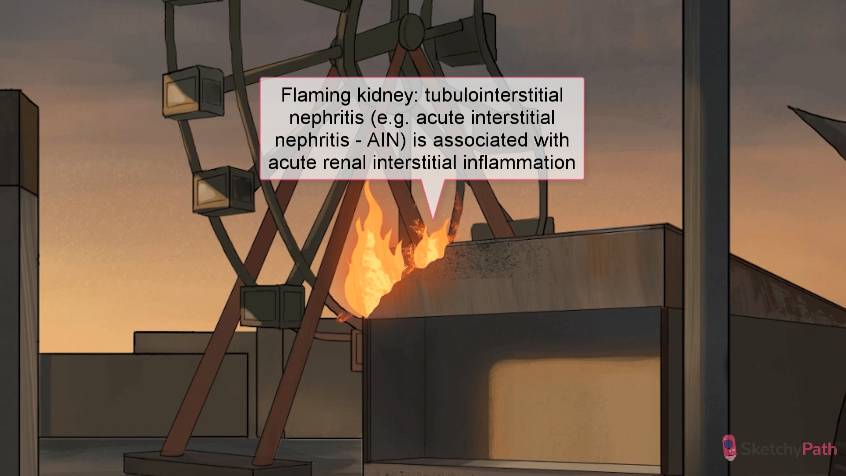 Flaming kidney: tubulointerstitial
nephritis (e.g. acute interstitial
nephritis - AIN) is associated with
acute renal interstitial inflammation
SketchyPath